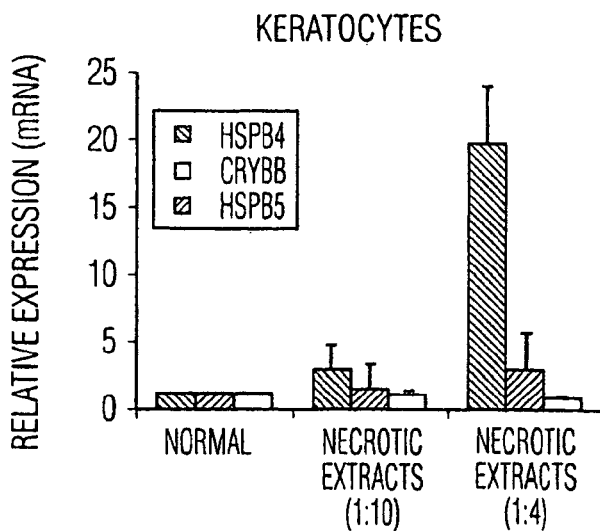 KERATOCYTES
RELATIVE EXPRESSION (mRNA)
25
20
15
10
5
0
HSPB4
CRYBB
HSPB5
NORMAL
NECROTIC
EXTRACTS
(1:10)
NECROTIC
EXTRACTS
(1:4)